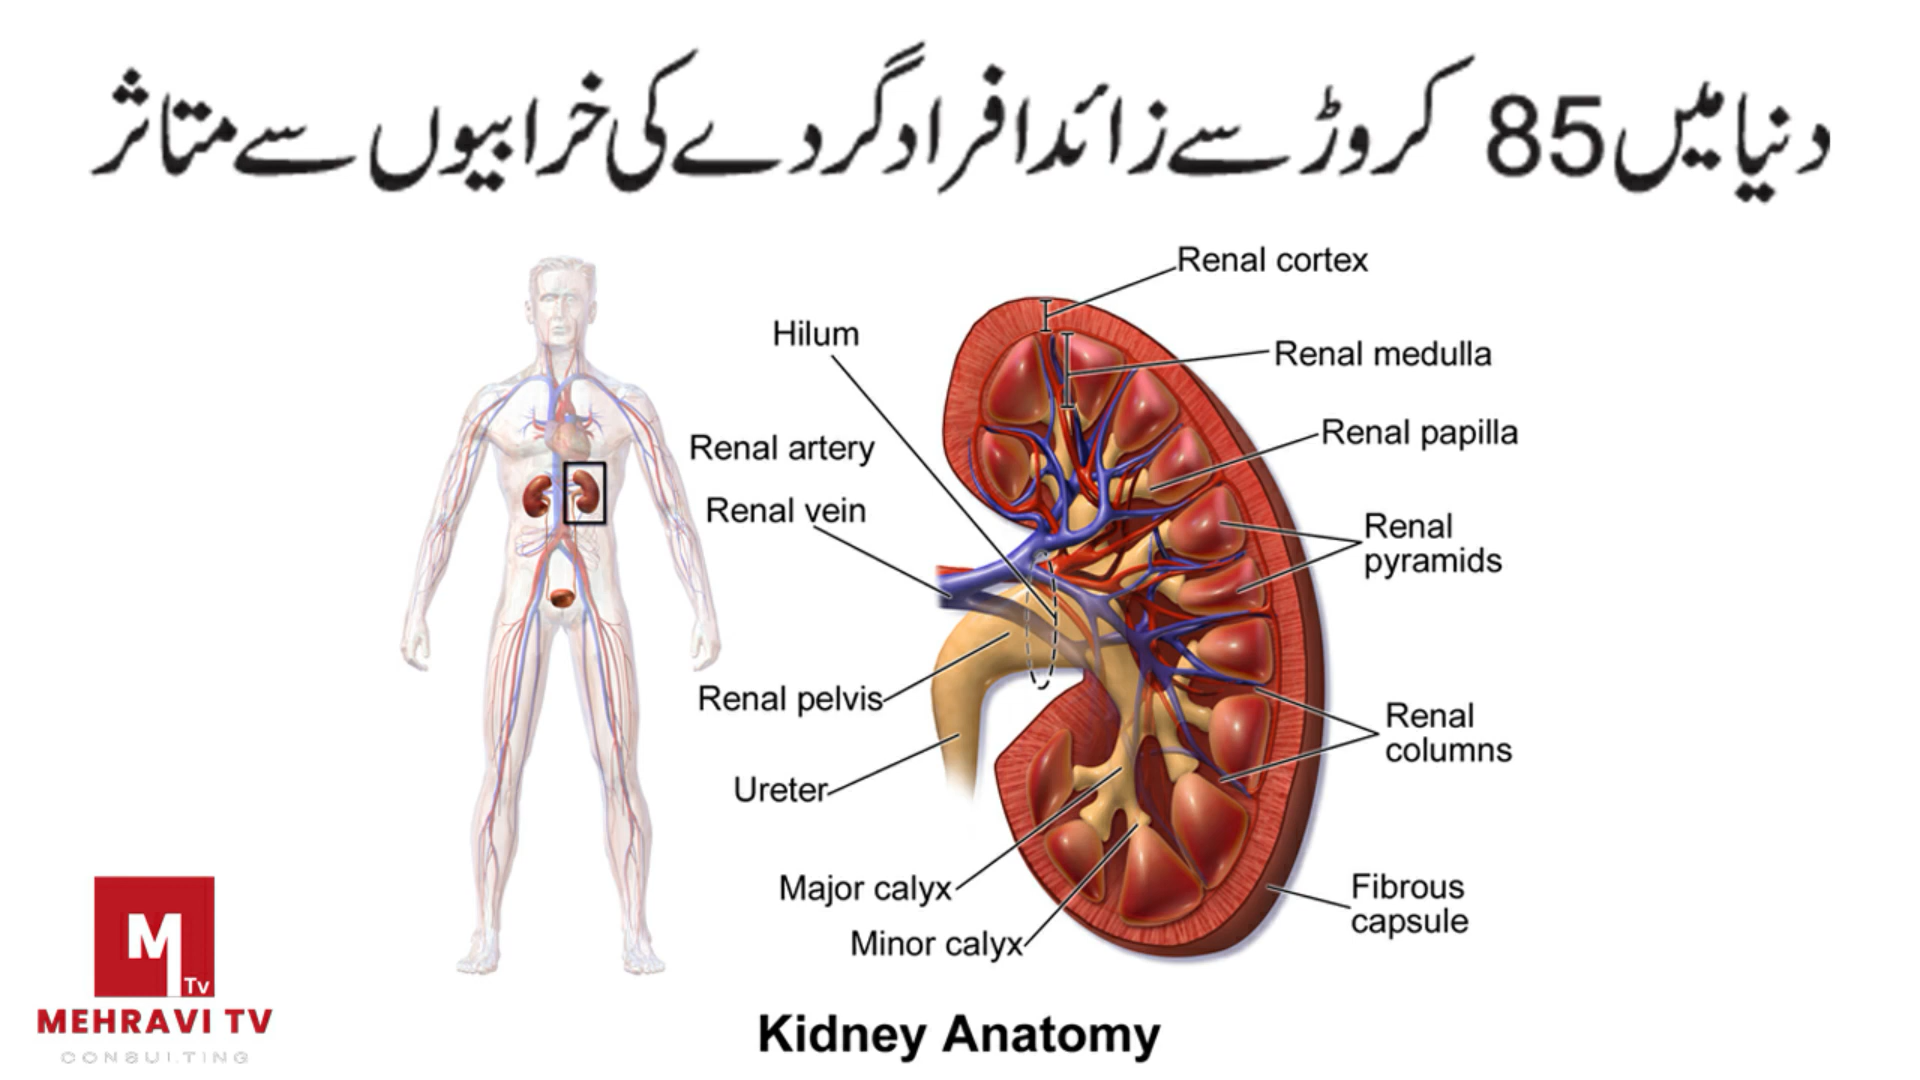 دنیا میں 85 کروڑ سے زائد افراد گردے کی خرابیوں سے متاثر
Renal cortex
Hilum
Renal medulla
Renal papilla
Renal artery
Renal vein
Renal
pyramids
Renal pelvis
Renal
columns
Ureter
Major calyx
Fibrous
capsule
Minor calyx
Kidney Anatomy
M
Tv
MEHRAVI TV
CONSULTING